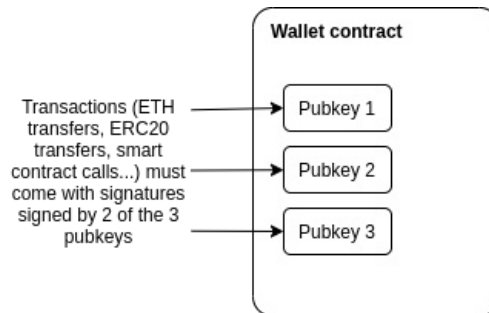 Wallet contract
Transactions (ETH
transfers, ERC20
transfers, smart
contract calls...) must
come with signatures
signed by 2 of the 3
pubkeys
Pubkey 1
Pubkey 2
Pubkey 3